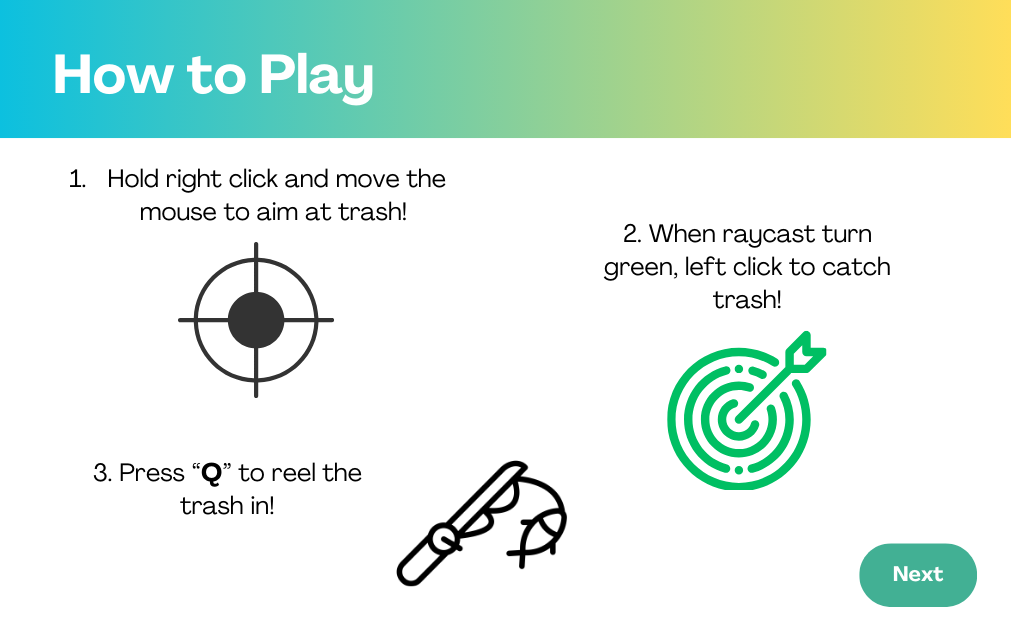 How to Play
1. Hold right click and move the
mouse to aim at trash!
2. When raycast turn
green, left click to catch
trash!
3. Press “Q” to reel the
trash in!
Next